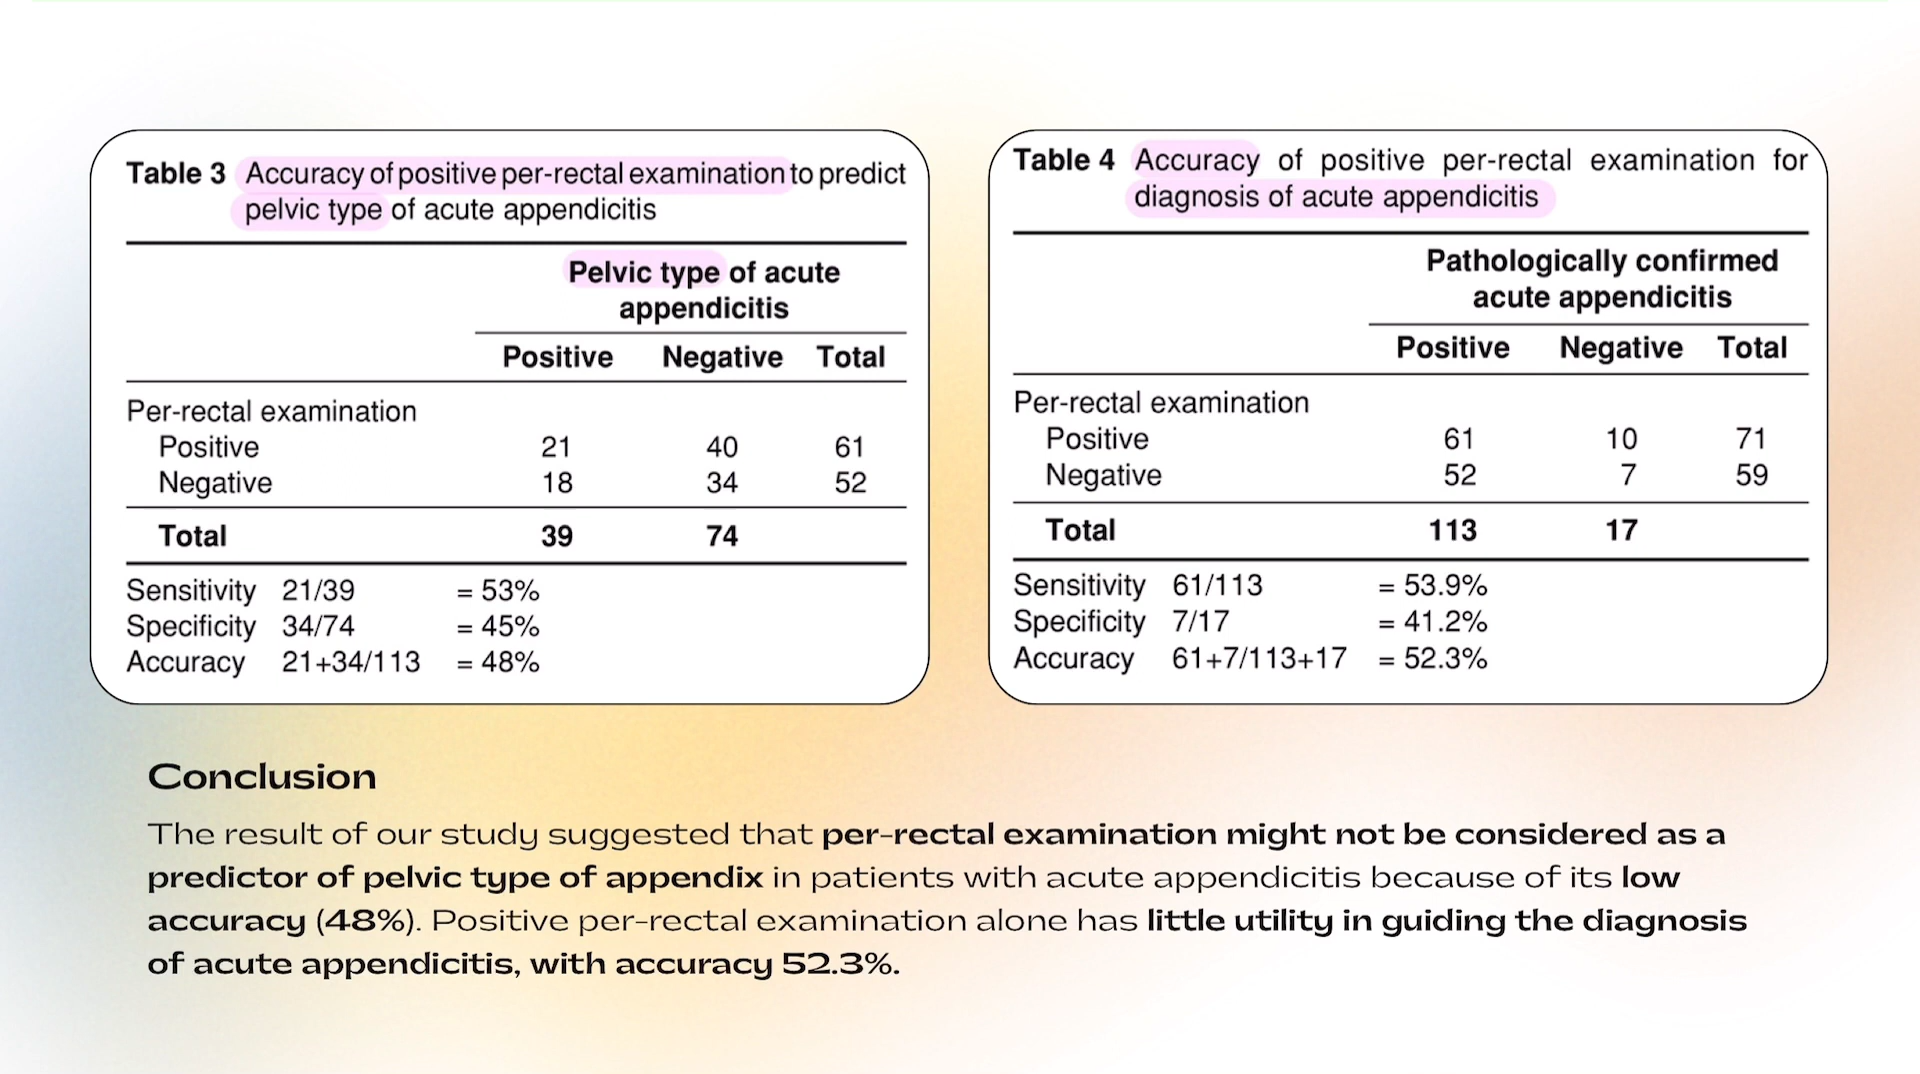 Table 3 Accuracy of positive per-rectal examination to predict
pelvic type of acute appendicitis
Pelvic type of acute
appendicitis
Positive Negative Total
Per-rectal examination
Positive 21 40 61
Negative 18 34 52
Total 39 74
Sensitivity 21/39 = 53%
Specificity 34/74 = 45%
Accuracy 21+34/113 = 48%
Table 4 Accuracy of positive per-rectal examination for
diagnosis of acute appendicitis
Pathologically confirmed
acute appendicitis
Positive Negative Total
Per-rectal examination
Positive 61 10 71
Negative 52 7 59
Total 113 17
Sensitivity 61/113 = 53.9%
Specificity 7/17 = 41.2%
Accuracy 61+7/113+17 = 52.3%
Conclusion
The result of our study suggested that per-rectal examination might not be considered as a
predictor of pelvic type of appendix in patients with acute appendicitis because of its low
accuracy (48%). Positive per-rectal examination alone has little utility in guiding the diagnosis
of acute appendicitis, with accuracy 52.3%.